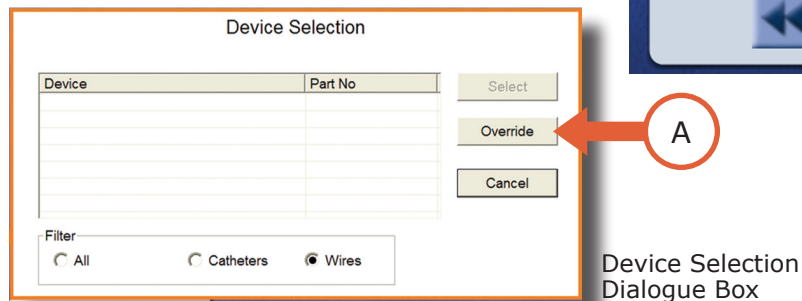 Device Selection
Device Part No
Select
Override
Cancel
Filter
All Catheters Wires
A
Device Selection
Dialogue Box